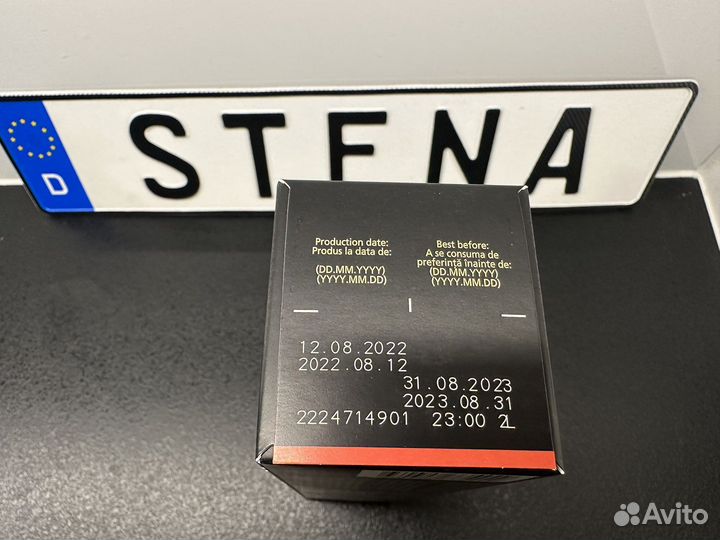 D STENA
Production date:
Produs la data de:
(DD.MM.YYYY)
(YYYY.MM.DD)
Best before:
A se consuma de
preferință înainte de:
(DD.MM.YYYY)
(YYYY.MM.DD)
12.08.2022
2022.08.12
31.08.2023
2023.08.31
2224714901 23:00 2L
Avito